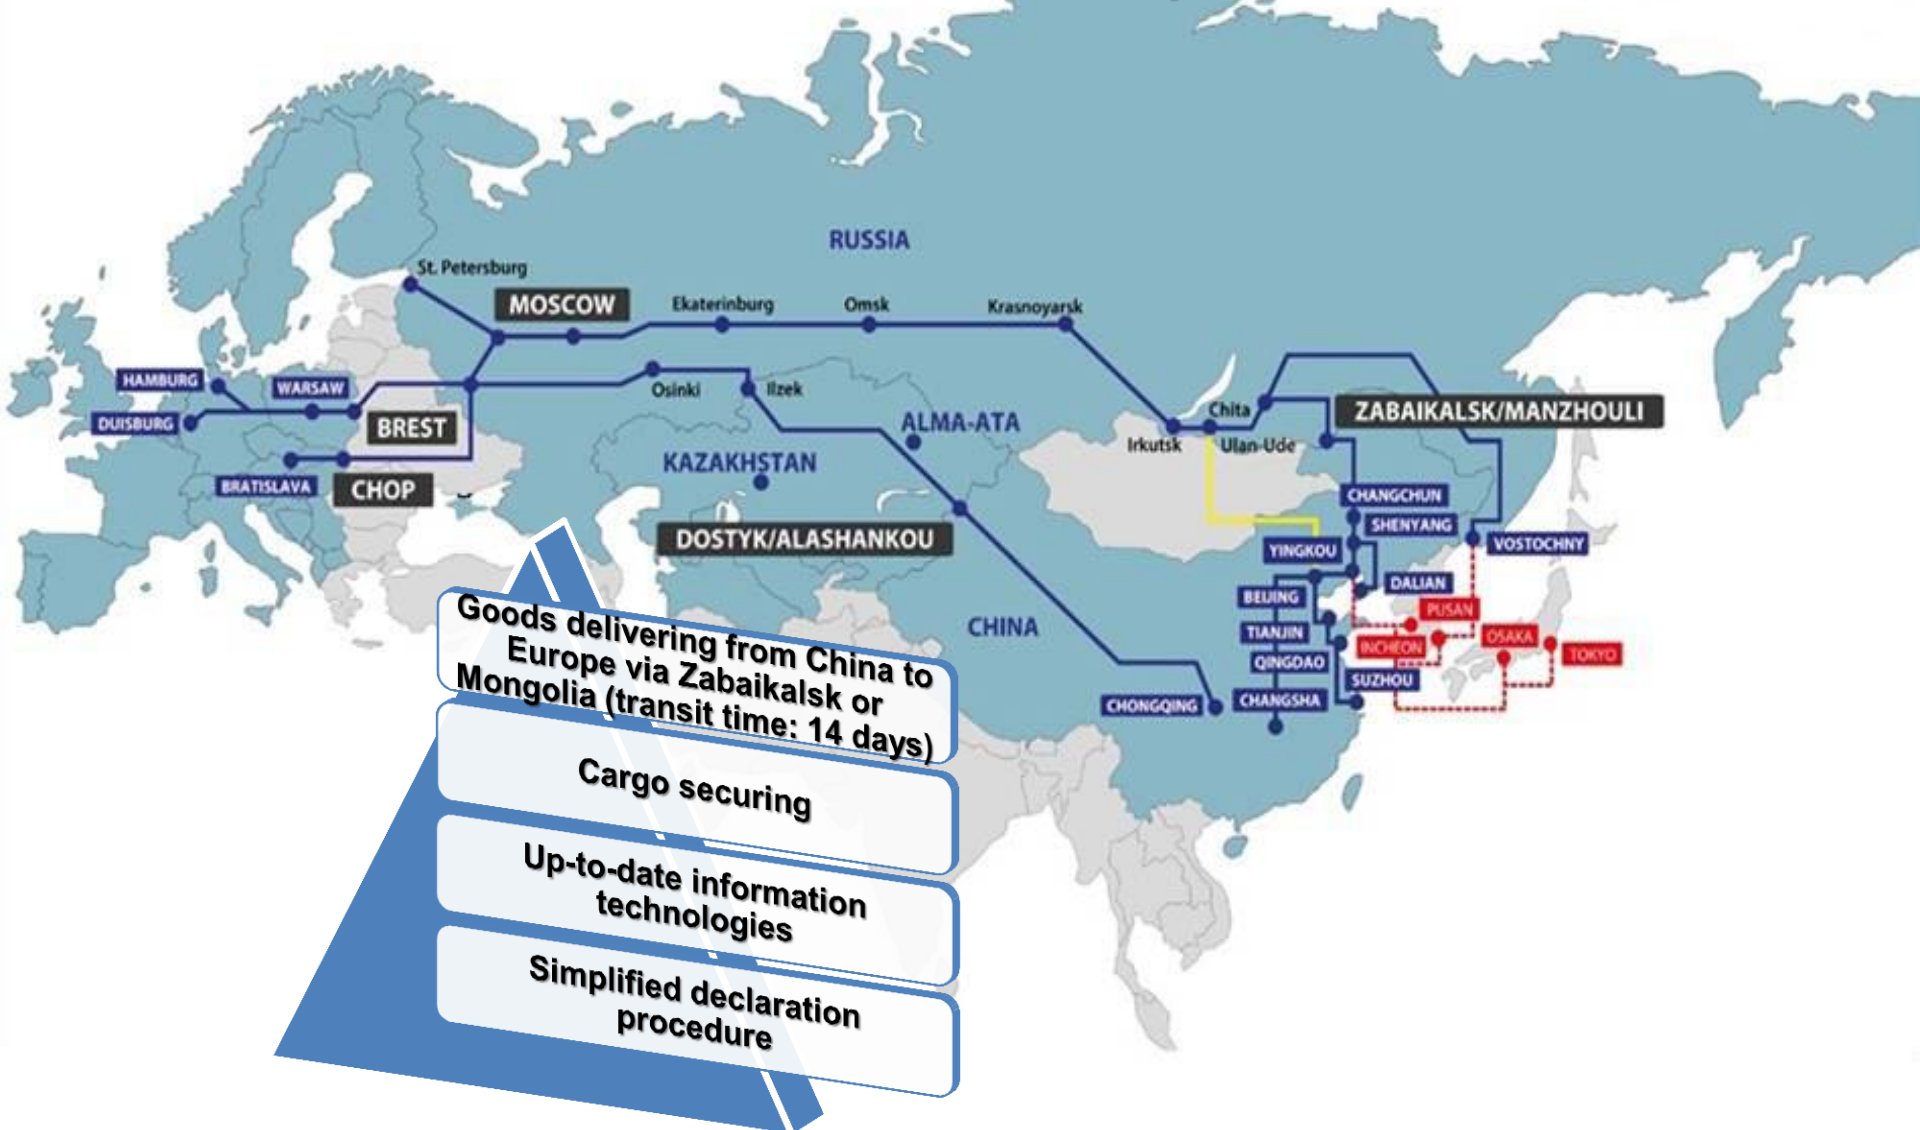 RUSSIA
St. Petersburg
MOSCOW
Ekaterinburg
Omsk
Krasnoyarsk
HAMBURG
WARSAW
Osinki
Ilzek
DUISBURG
BREST
ALMA-ATA
Chita
ZABAIKALSK/MANZHOULI
Irkutsk
Ulan-Ude
KAZAKHSTAN
BRATISLAVA
CHOP
CHANGCHUN
SHENYANG
DOSTYK/ALASHANKOU
YINGKOU
VOSTOCHNY
DALIAN
BEIJING
PUSAN
CHINA
TIANJIN
INCHEON
OSAKA
TOKYO
QINGDAO
SUZHOU
CHONGQING
CHANGSHA
Goods delivering from China to
Europe via Zabaikalsk or
Mongolia (transit time: 14 days)
Cargo securing
Up-to-date information
technologies
Simplified declaration
procedure